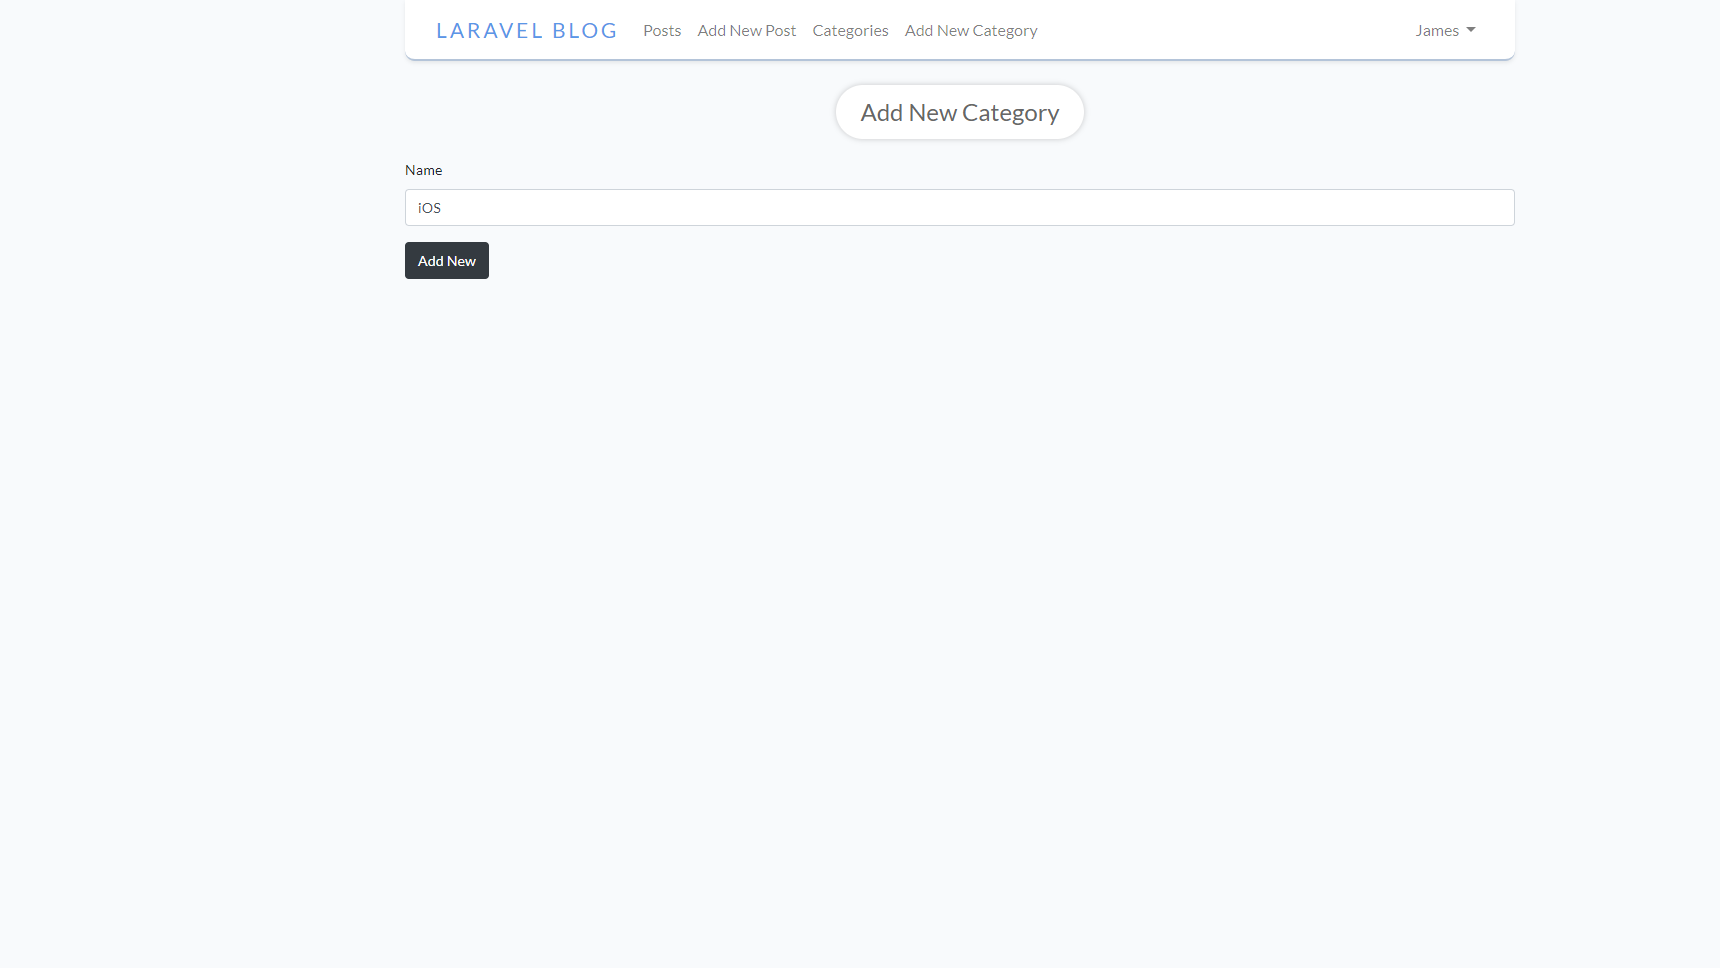 LARAVEL BLOG Posts Add New Post Categories Add New Category James
Add New Category
Name
iOS
Add New